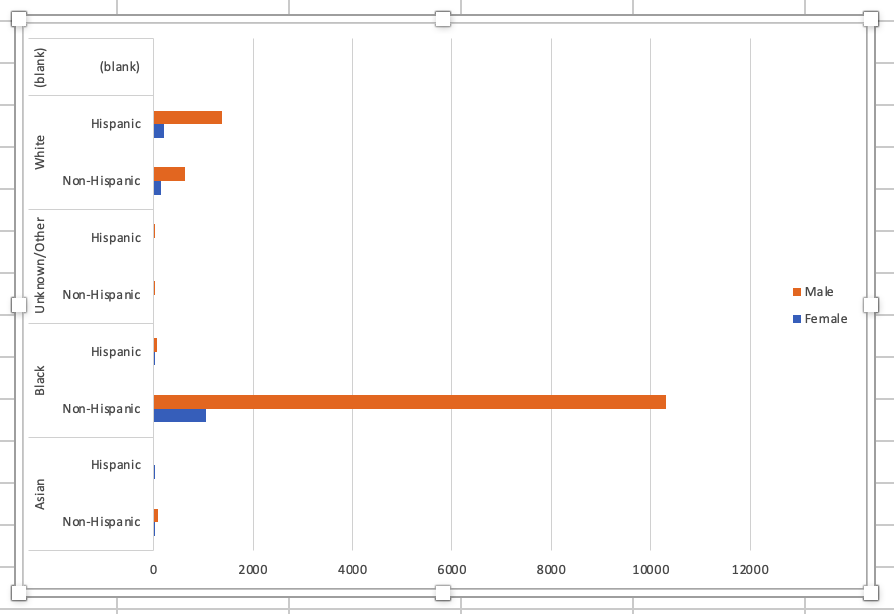 (blank)
(blank)
White
Hispanic
Non-Hispanic
Unknown/Other
Hispanic
Non-Hispanic
Black
Hispanic
Non-Hispanic
Asian
Hispanic
Non-Hispanic
0 2000 4000 6000 8000 10000 12000
Male
Female